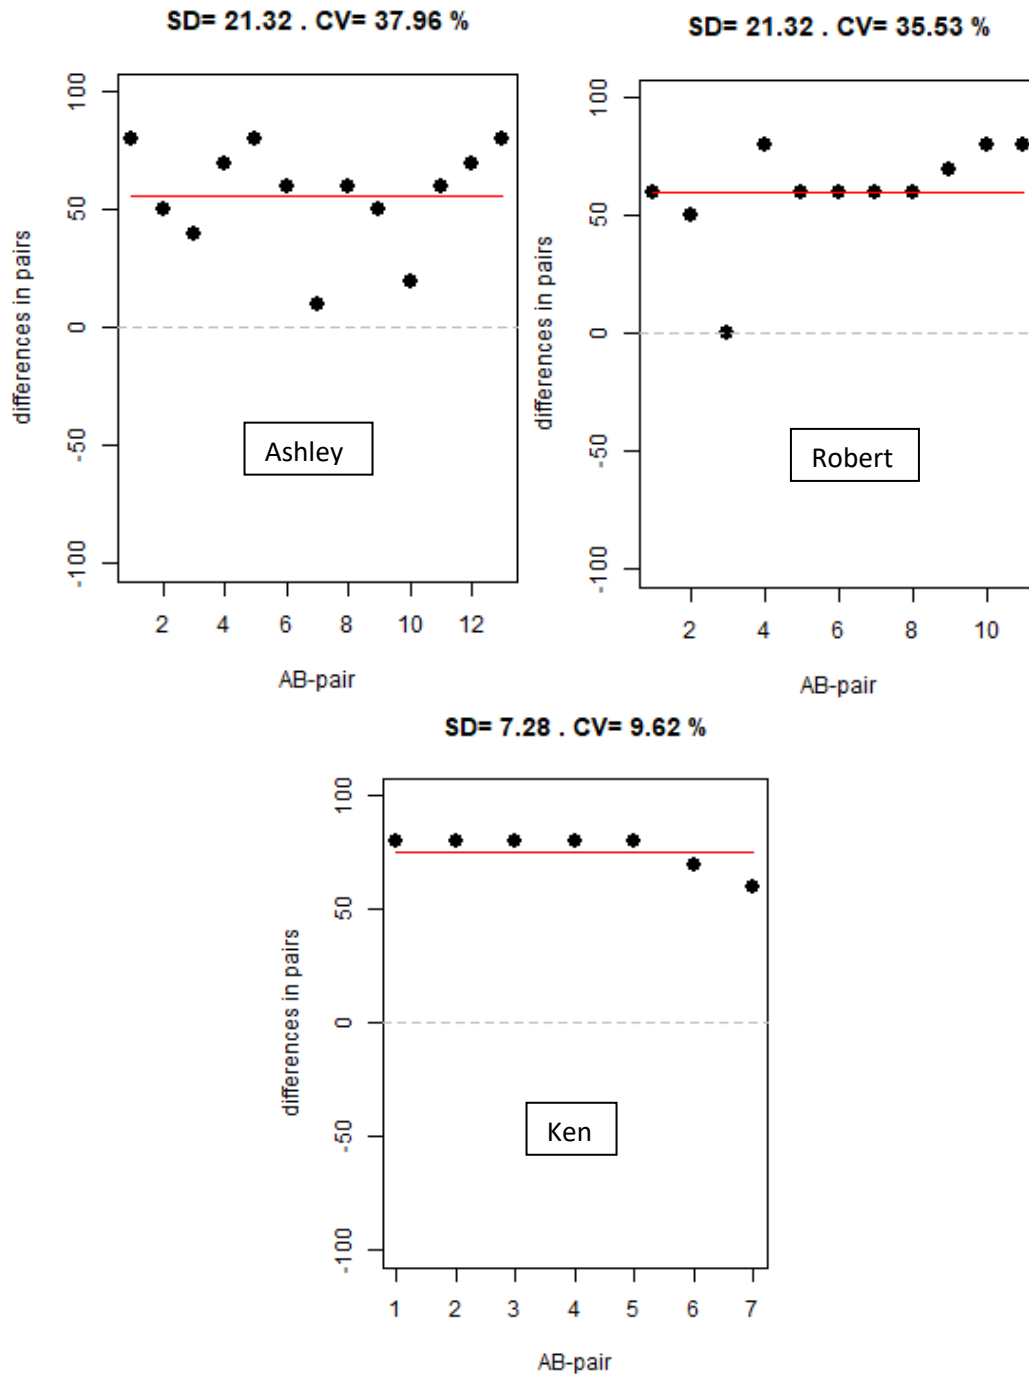 SD= 21.32 . CV= 37.96 %
differences in pairs
100
50
0
-50
-100
Ashley
2 4 6 8 10 12
AB-pair
SD= 21.32 . CV= 35.53 %
differences in pairs
100
50
0
-50
-100
Robert
2 4 6 8 10
AB-pair
SD= 7.28 . CV= 9.62 %
differences in pairs
100
50
0
-50
-100
Ken
1 2 3 4 5 6 7
AB-pair